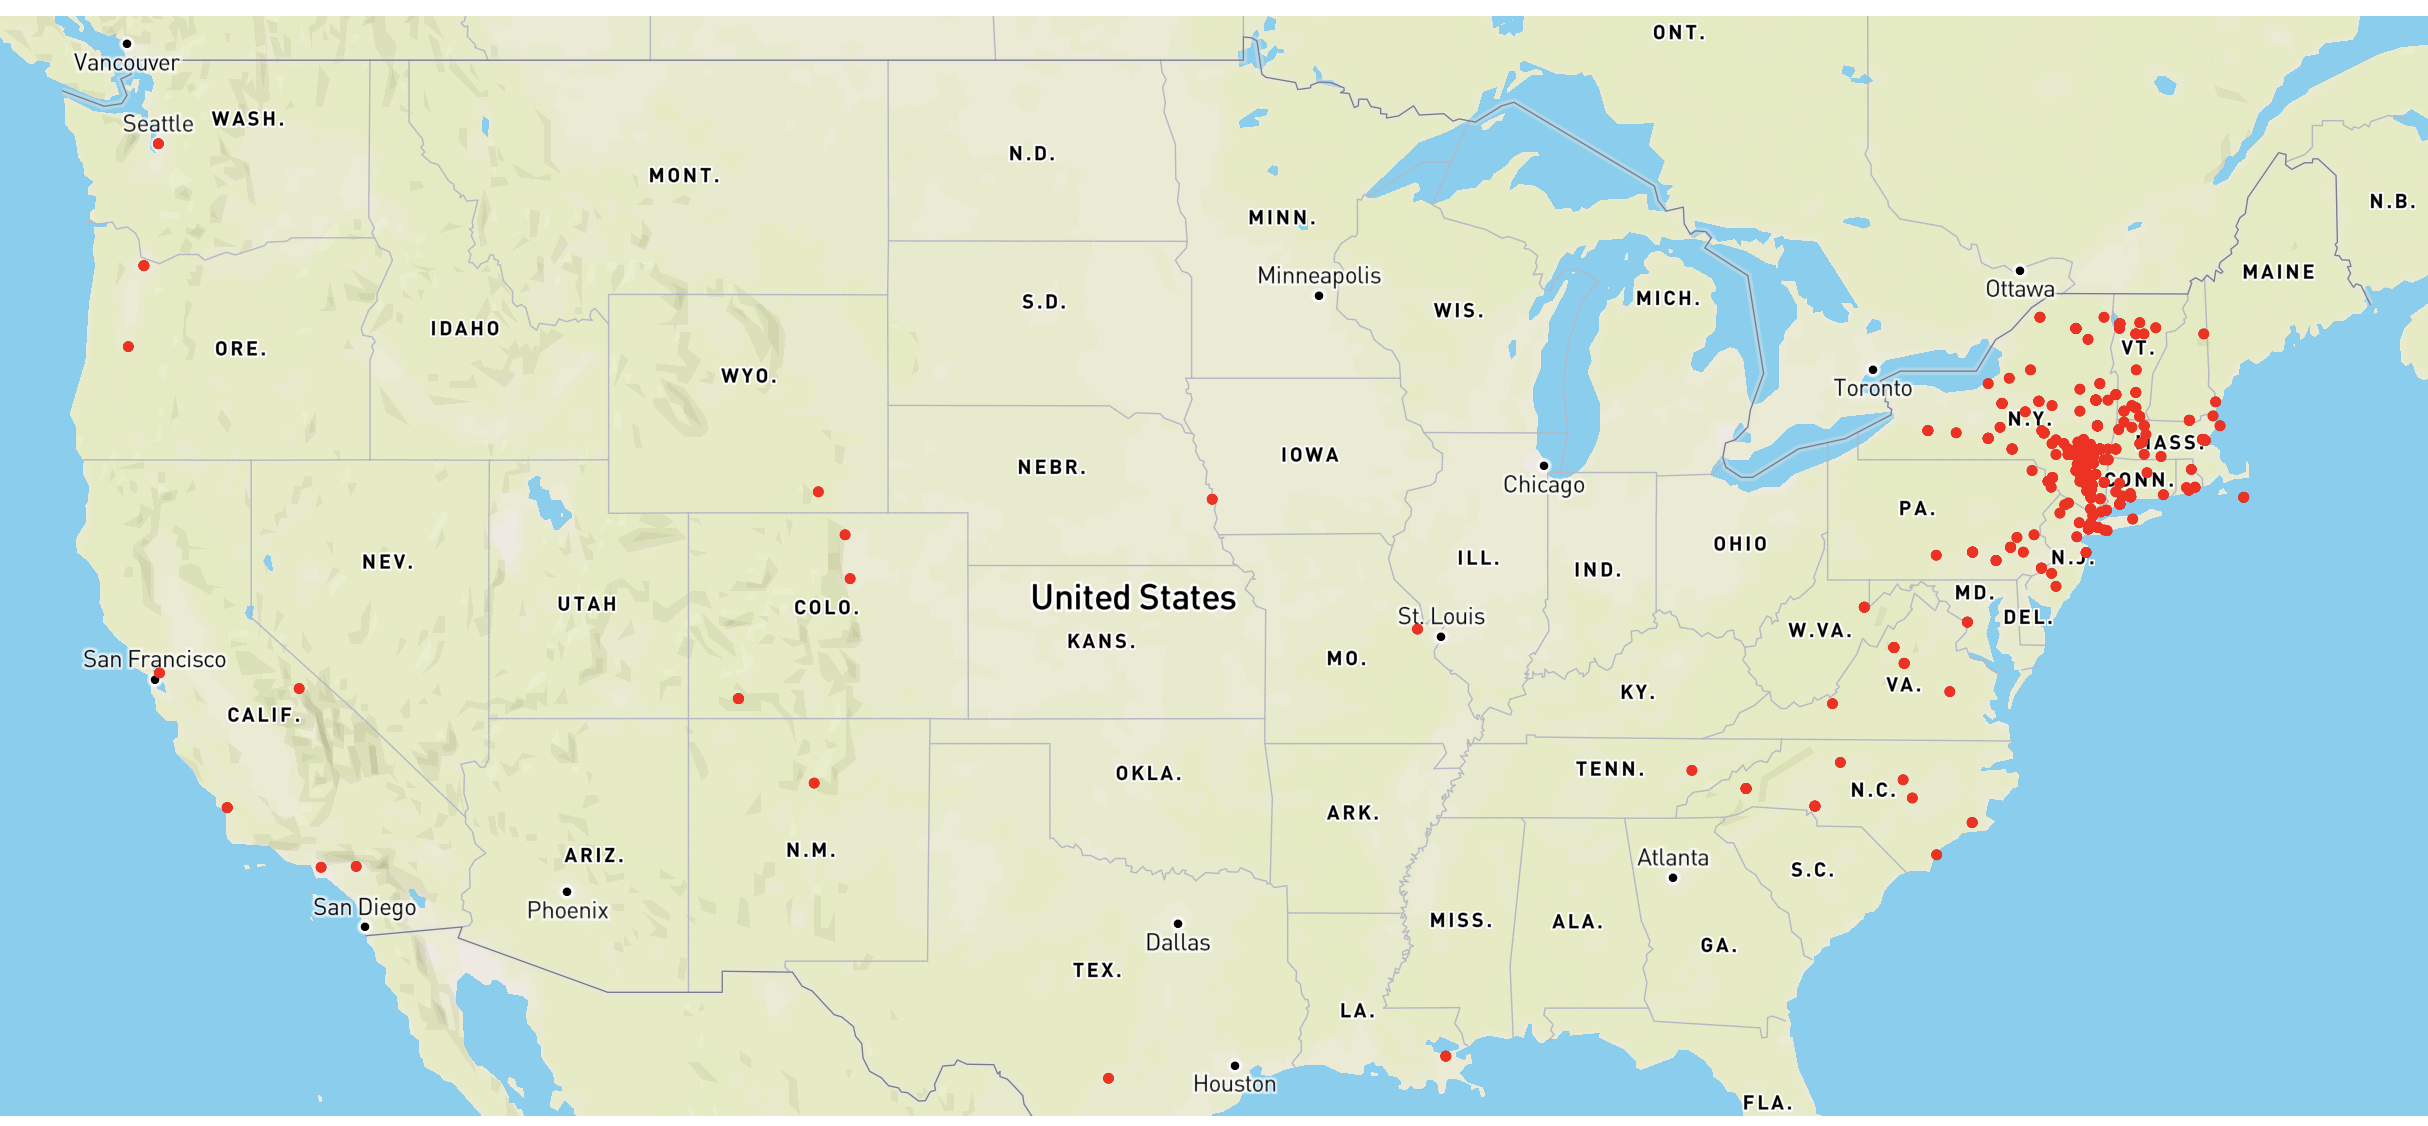 ONT.
Vancouver
WASH.
Seattle
N.D.
MONT.
N.B.
MINN.
MAINE
Minneapolis
Ottawa
MICH.
S.D.
WIS.
IDAHO
ORE.
VT.
WYO.
Toronto
N.Y.
MASS.
IOWA
NEBR.
CONN.
Chicago
PA.
OHIO
ILL.
N.J.
NEV.
IND.
MD.
United States
UTAH
COLO.
St. Louis
DEL.
W.VA.
KANS.
San Francisco
MO.
VA.
KY.
CALIF.
TENN.
OKLA.
N.C.
ARK.
N.M.
ARIZ.
Atlanta
S.C.
San Diego
Phoenix
MISS.
ALA.
Dallas
GA.
TEX.
LA.
Houston
FLA.